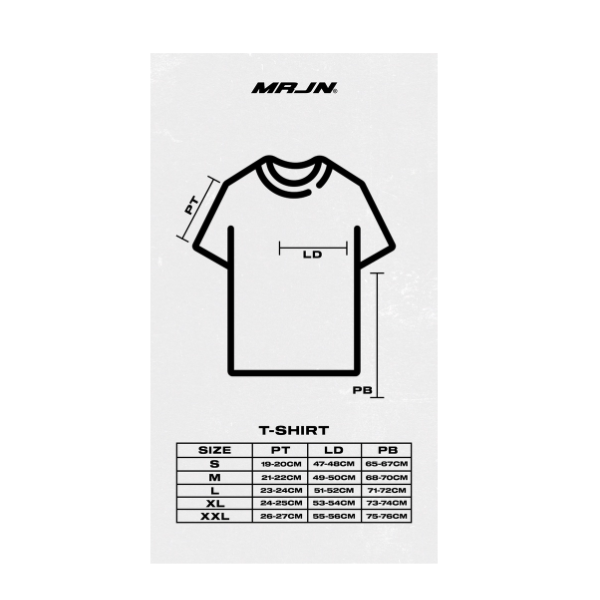 MRJN®
PT
LD
PB
T-SHIRT
SIZE PT LD PB
S 19-20CM 47-48CM 65-67CM
M 21-22CM 49-50CM 68-70CM
L 23-24CM 51-52CM 71-72CM
XL 24-25CM 53-54CM 73-74CM
XXL 26-27CM 55-56CM 75-76CM